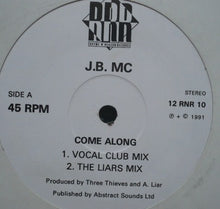 J.B. MC
SIDE A
STEREO
45 RPM
12 RNR 10
℗ + © 1991
COME ALONG
1. VOCAL CLUB MIX
2. THE LIARS MIX
Produced by Three Thieves and A. Liar
Published by Abstract Sounds Ltd